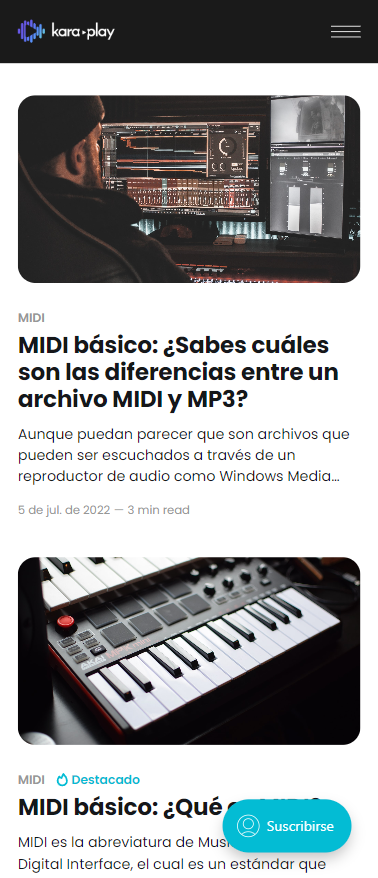 kara play
MIDI
MIDI básico: ¿Sabes cuáles
son las diferencias entre un
archivo MIDI y MP3?
Aunque puedan parecer que son archivos que
pueden ser escuchados a través de un
reproductor de audio como Windows Media...
5 de jul. de 2022 — 3 min read
AKAI
MIDI Destacado
MIDI básico: ¿Qué
MIDI es la abreviatura de
Digital Interface, el cual es un estándar que
Suscribirse